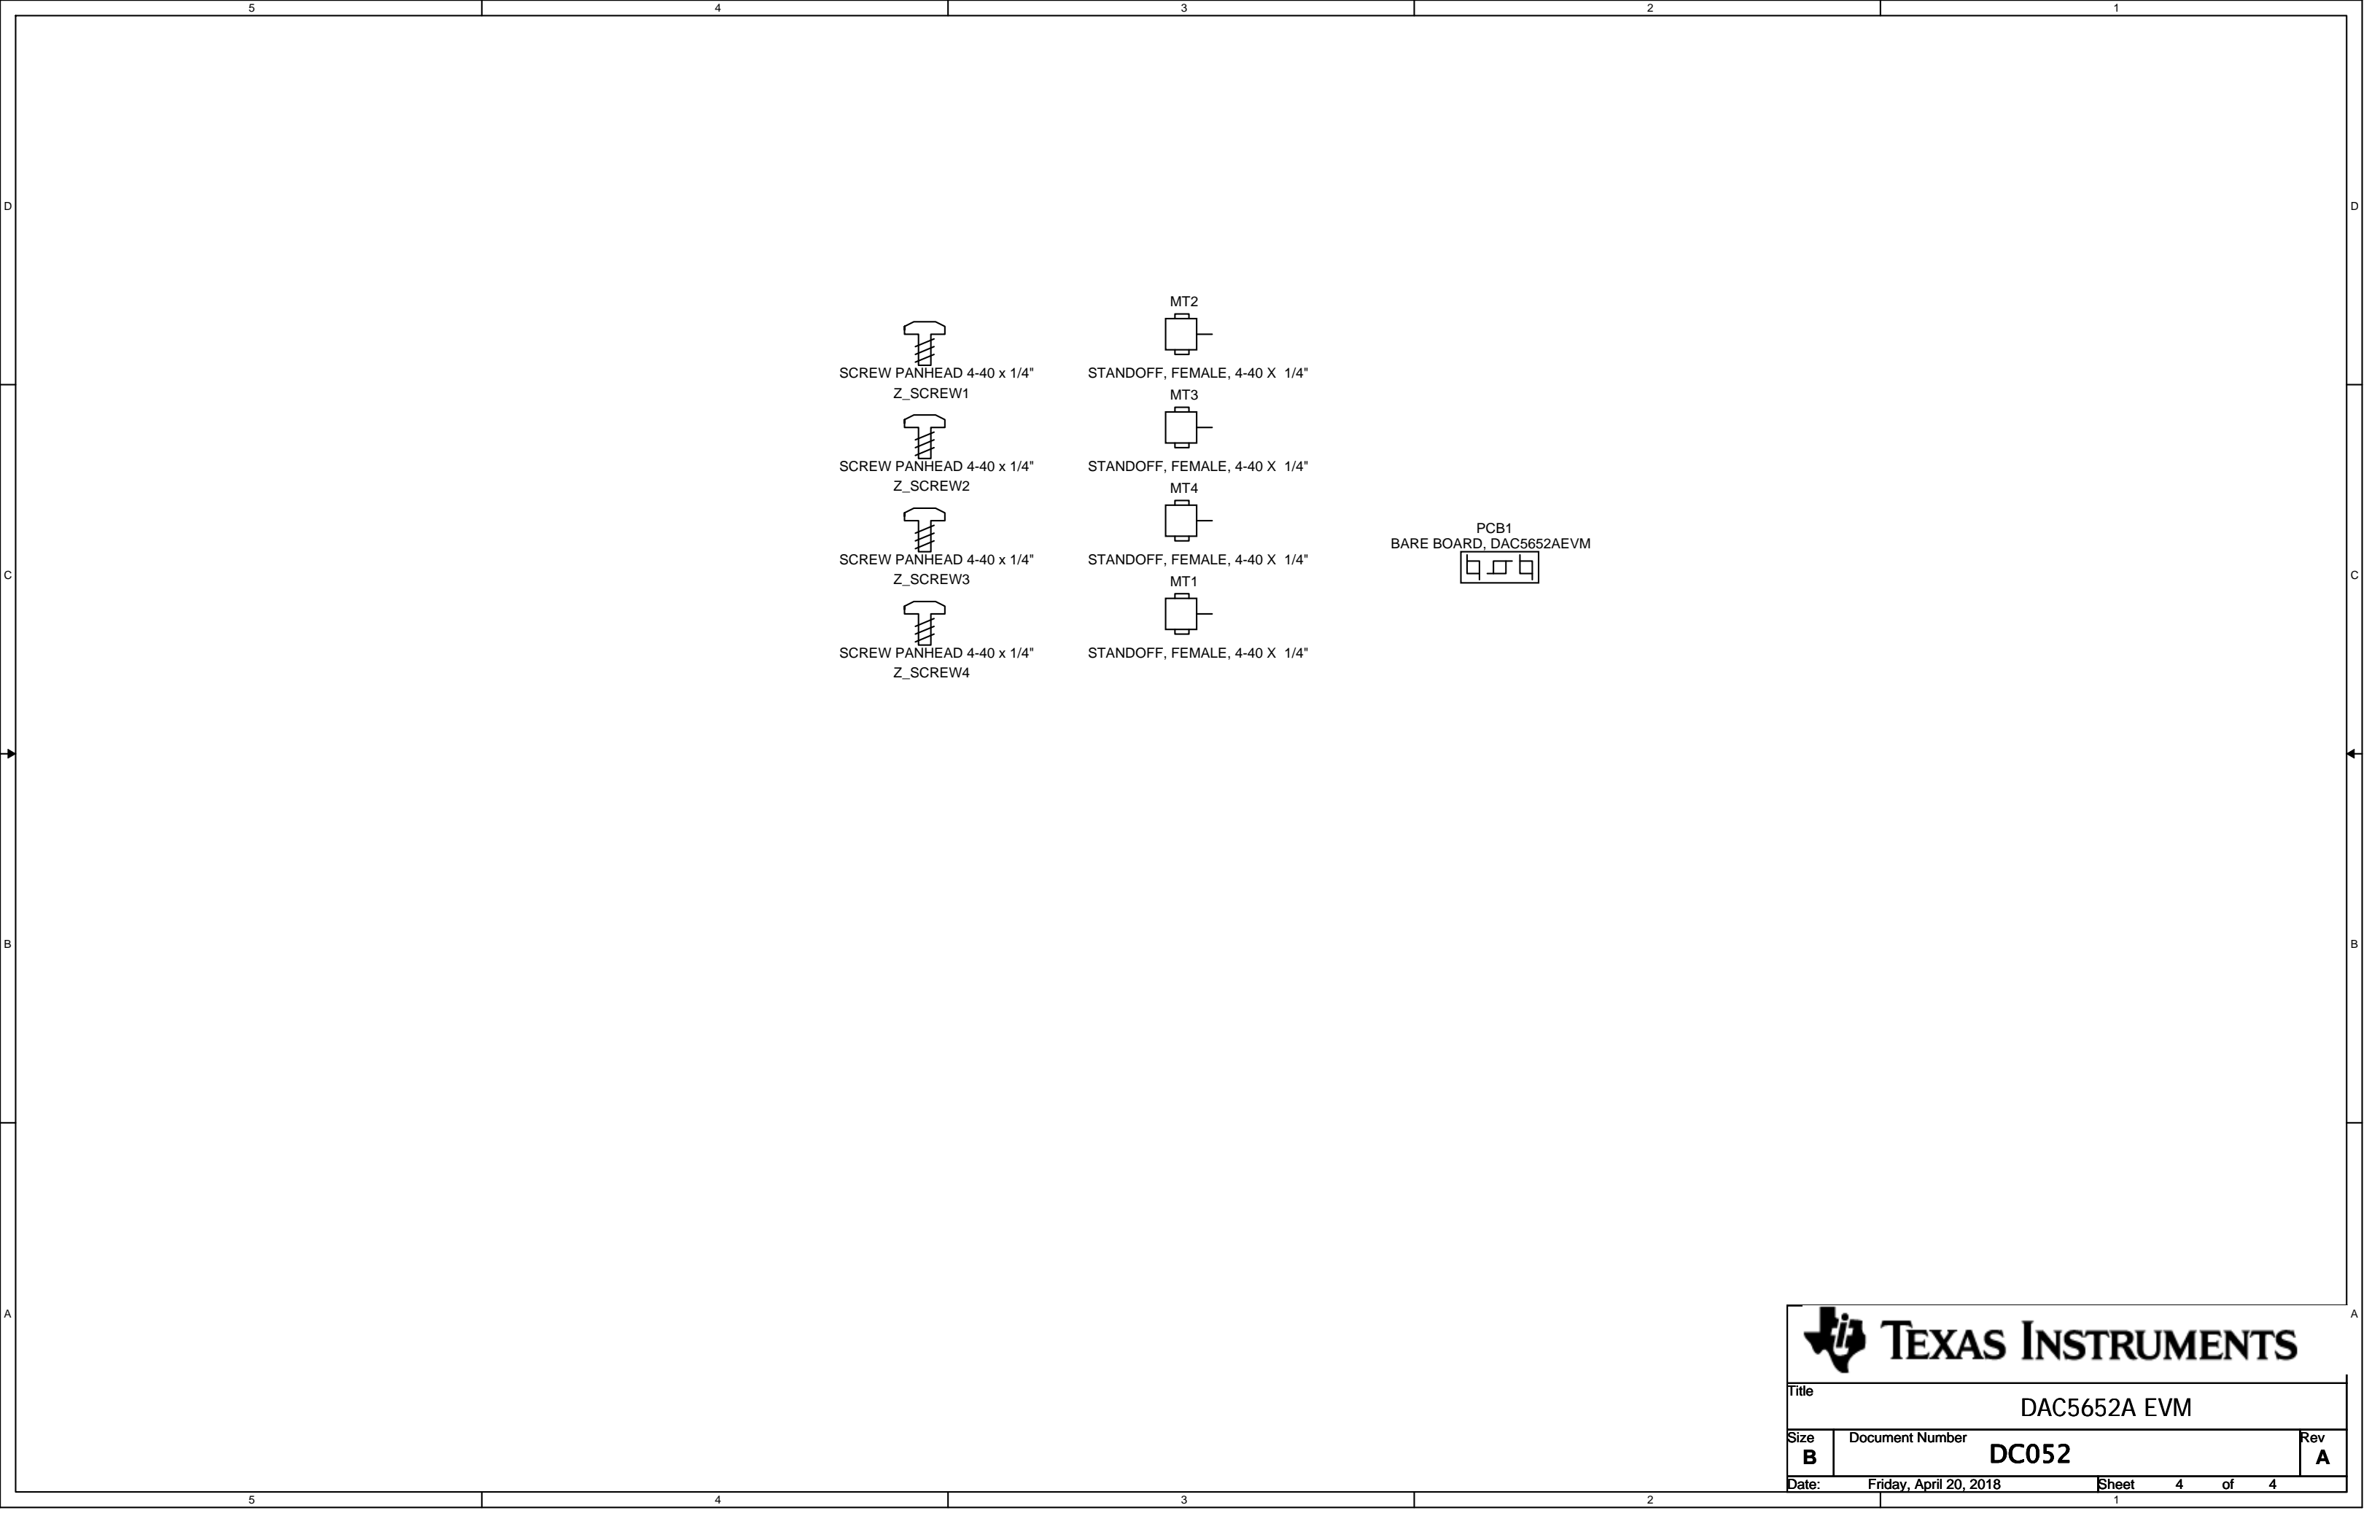 5 4 3 2 1
D D
MT2
SCREW PANHEAD 4-40 x 1/4" STANDOFF, FEMALE, 4-40 X 1/4"
Z_SCREW1 MT3
SCREW PANHEAD 4-40 x 1/4" STANDOFF, FEMALE, 4-40 X 1/4"
Z_SCREW2 MT4
PCB1
BARE BOARD, DAC5652AEVM
SCREW PANHEAD 4-40 x 1/4" STANDOFF, FEMALE, 4-40 X 1/4"
C C
Z_SCREW3 MT1
SCREW PANHEAD 4-40 x 1/4" STANDOFF, FEMALE, 4-40 X 1/4"
Z_SCREW4
B B
A A
TEXAS INSTRUMENTS
Title
DAC5652A EVM
Size Document Number Rev
B DC052 A
Date: Friday, April 20, 2018 Sheet 4 of 4
5 4 3 2 1